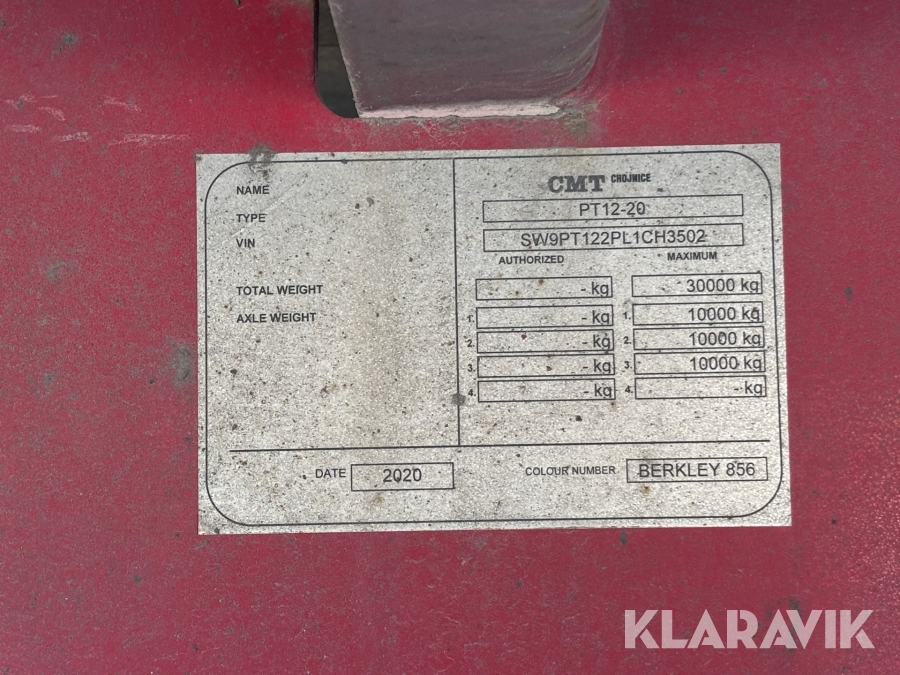 NAME
CMT CHOJNICE
TYPE PT12-20
VIN SW9PT122PL1CH3502
AUTHORIZED MAXIMUM
TOTAL WEIGHT - kg 30000 kg
AXLE WEIGHT 1. - kg 1. 10000 kg
2. - kg 2. 10000 kg
3. - kg 3. 10000 kg
4. - kg 4. - kg
DATE 2020 COLOUR NUMBER BERKLEY 856
KLARAVIK